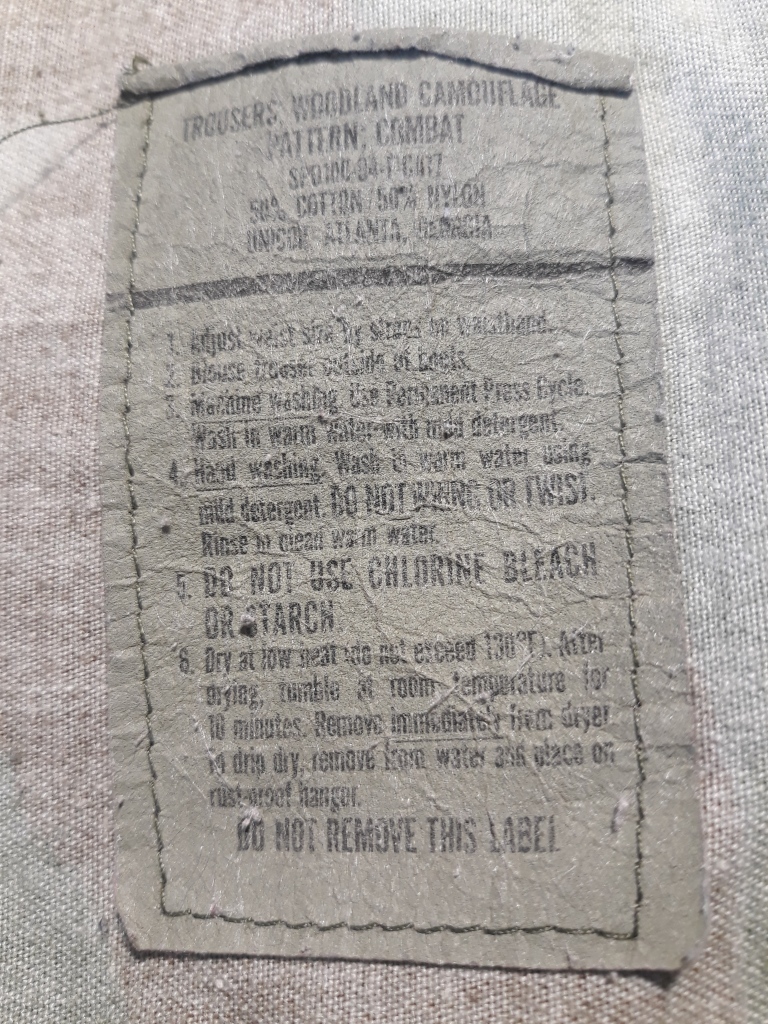 TROUSERS, WOODLAND CAMOUFLAGE
PATTERN, COMBAT
SPO100-04-F-C417
50% COTTON / 50% NYLON
UNICOR ATLANTA, GEORGIA
1. Adjust waist size by straps on waistband.
2. Blouse trouser outside of boots.
3. Machine washing. Use Permanent Press Cycle.
Wash in warm water with mild detergent.
4. Hand washing. Wash in warm water using
mild detergent. DO NOT WRING OR TWIST.
Rinse in clean warm water.
5. DO NOT USE CHLORINE BLEACH
OR STARCH
6. Dry at low heat (do not exceed 130°F). After
drying, tumble at room temperature for
10 minutes. Remove immediately from dryer
To drip dry, remove from water and place on
rustproof hanger.
DO NOT REMOVE THIS LABEL